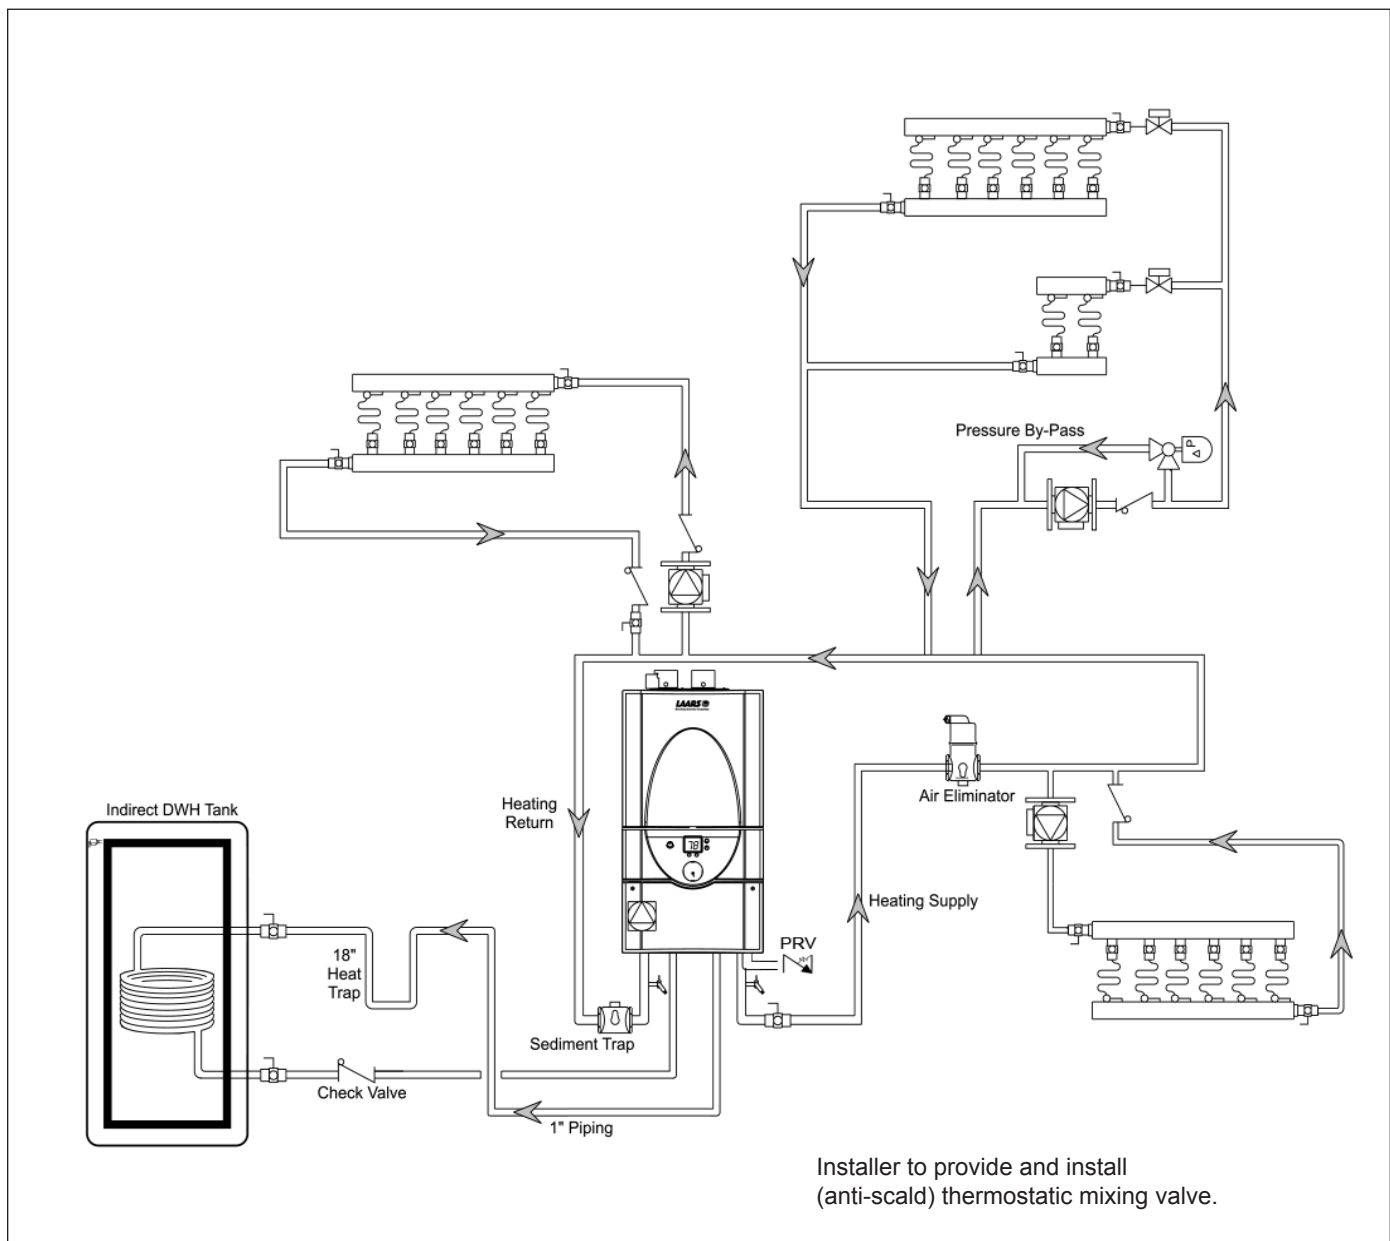 Pressure By-Pass
P
LAARS
Air Eliminator
Heating
Return
78
Indirect DWH Tank
Heating Supply
PRV
18"
Heat
Trap
Sediment Trap
Check Valve
1" Piping
Installer to provide and install
(anti-scald) thermostatic mixing valve.